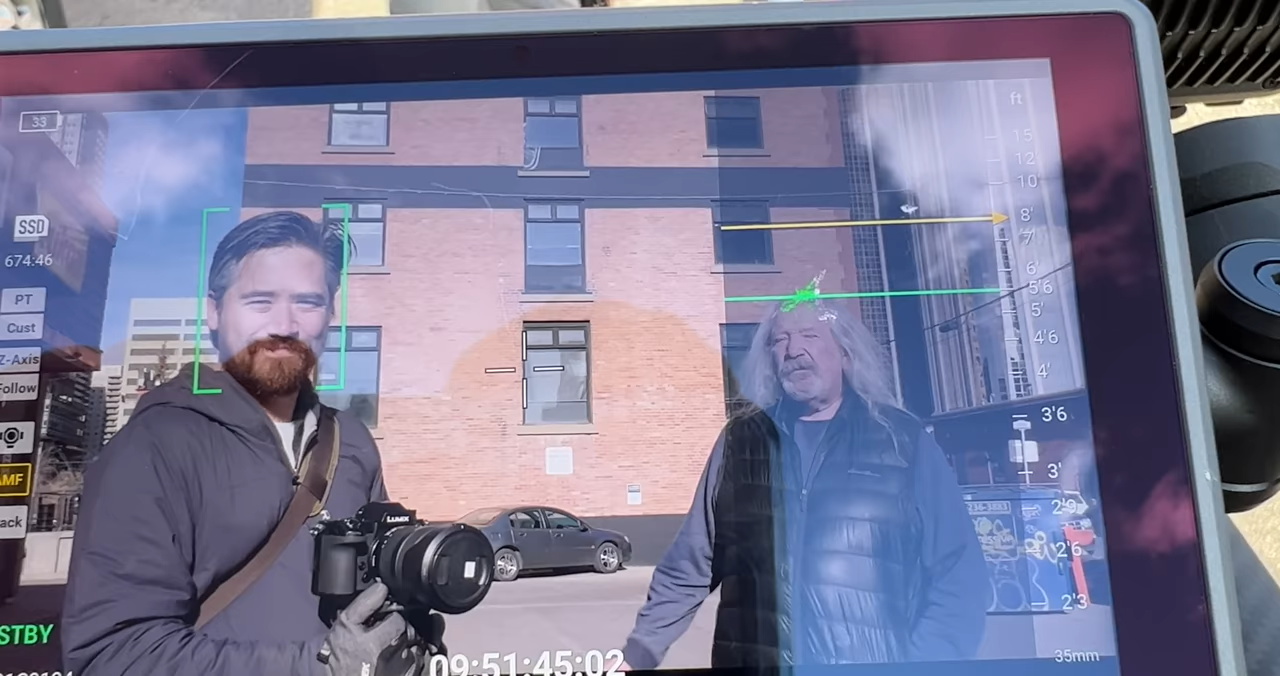 33
SSD
674:46
PT
Cust
Z-Axis
Follow
AMF
ack
STBY
09:51:45:02
LUMIX
ft
15
12
10
8'
7'
6'
5'6
5'
4'6
4'
3'6
3'
2'9
2'6
2'3
35mm